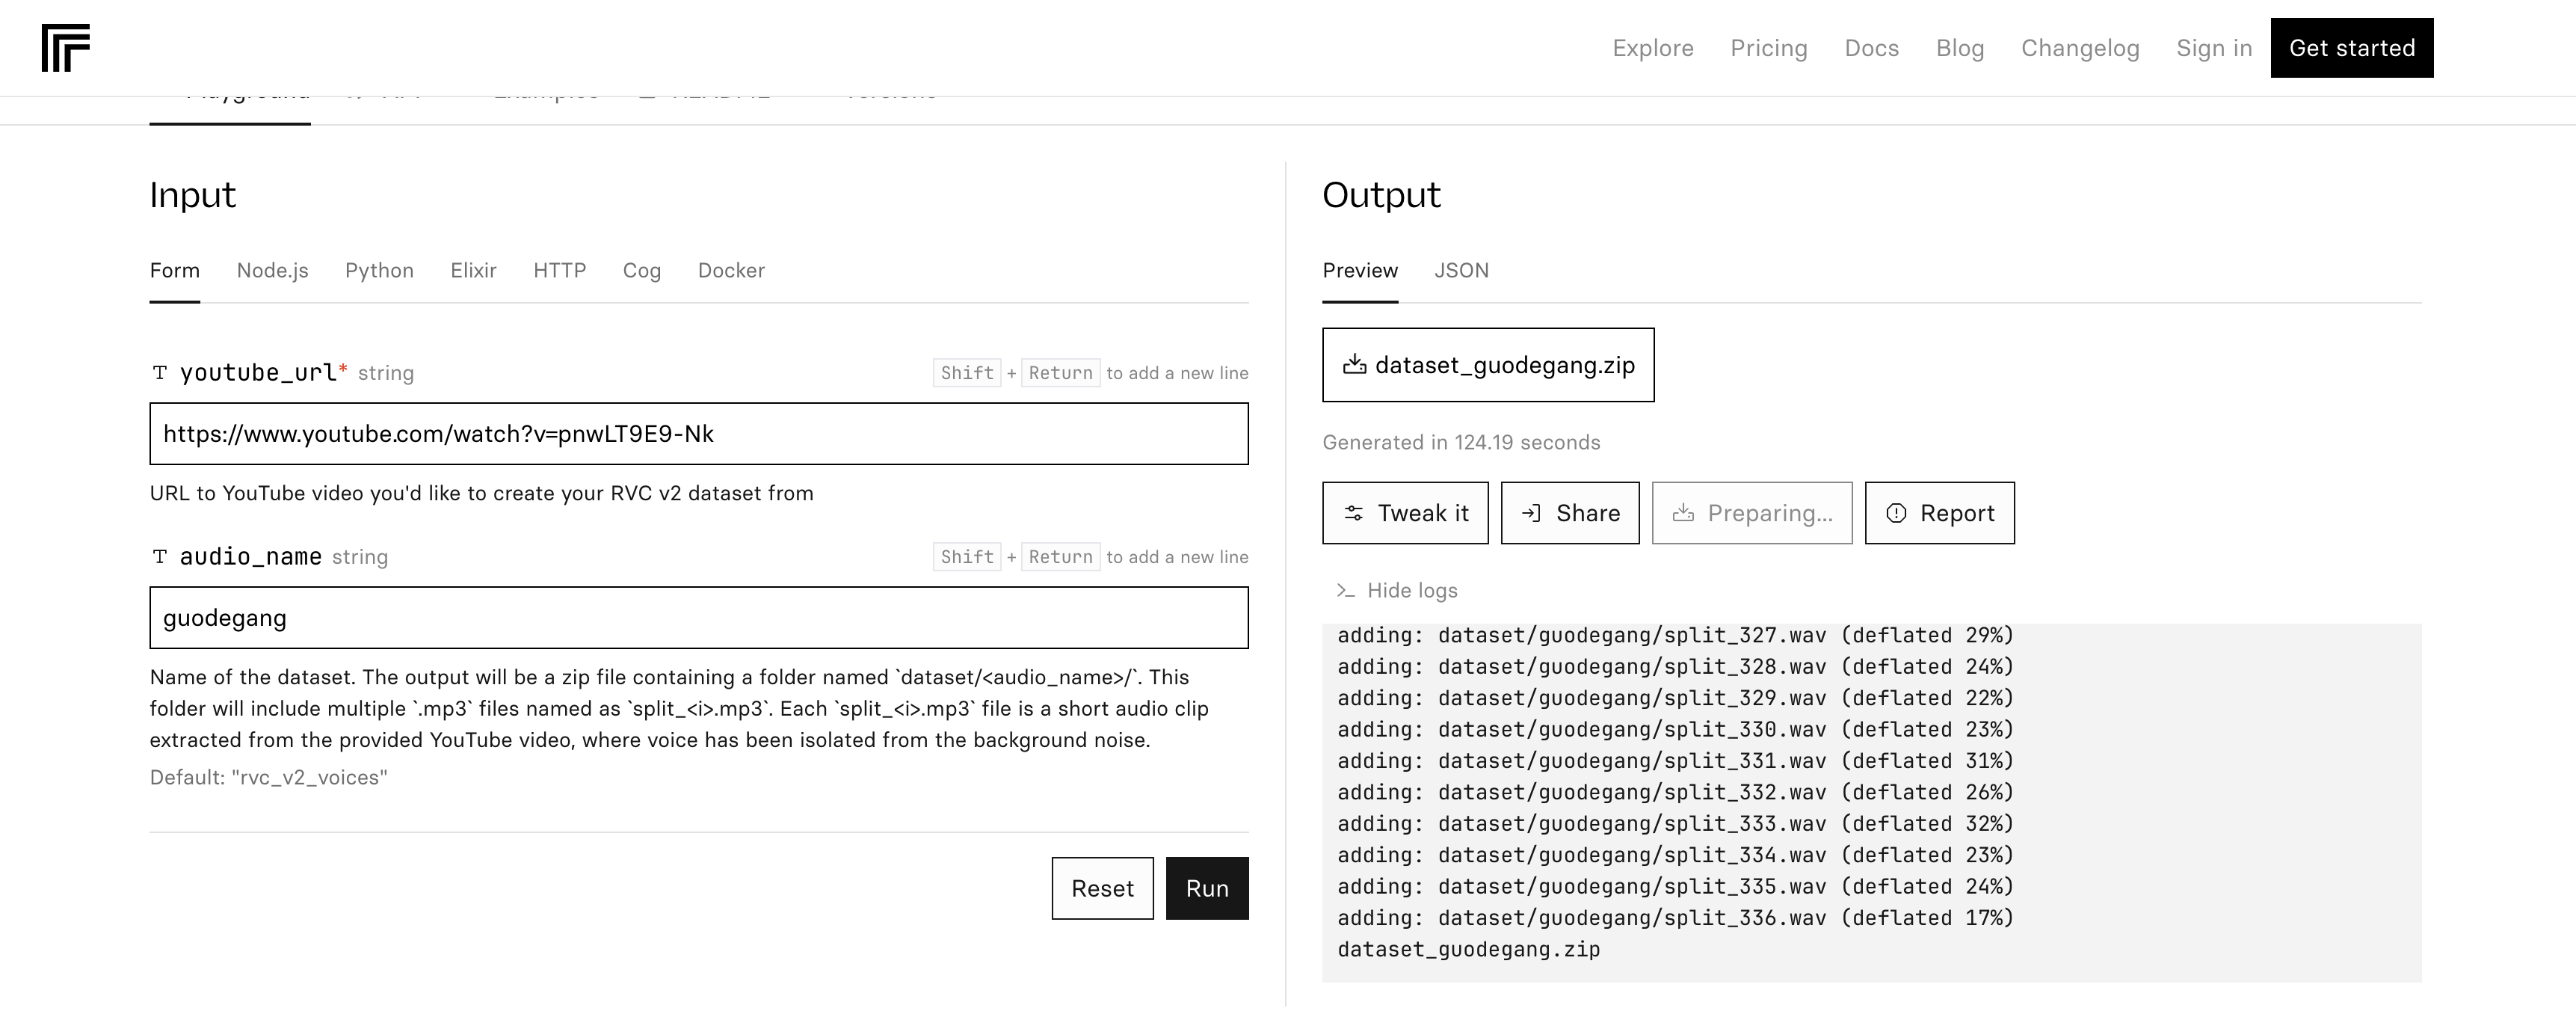 Explore Pricing Docs Blog Changelog Sign in Get started
Playground API Examples README Versions
Input
Form Node.js Python Elixir HTTP Cog Docker
youtube_url* string Shift + Return to add a new line
https://www.youtube.com/watch?v=pnwLT9E9-Nk
URL to YouTube video you'd like to create your RVC v2 dataset from
audio_name string Shift + Return to add a new line
guodegang
Name of the dataset. The output will be a zip file containing a folder named `dataset/<audio_name>/`. This
folder will include multiple `.mp3` files named as `split_<i>.mp3`. Each `split_<i>.mp3` file is a short audio clip
extracted from the provided YouTube video, where voice has been isolated from the background noise.
Default: "rvc_v2_voices"
Reset Run
Output
Preview JSON
dataset_guodegang.zip
Generated in 124.19 seconds
Tweak it Share Preparing... Report
Hide logs
adding: dataset/guodegang/split_327.wav (deflated 29%)
adding: dataset/guodegang/split_328.wav (deflated 24%)
adding: dataset/guodegang/split_329.wav (deflated 22%)
adding: dataset/guodegang/split_330.wav (deflated 23%)
adding: dataset/guodegang/split_331.wav (deflated 31%)
adding: dataset/guodegang/split_332.wav (deflated 26%)
adding: dataset/guodegang/split_333.wav (deflated 32%)
adding: dataset/guodegang/split_334.wav (deflated 23%)
adding: dataset/guodegang/split_335.wav (deflated 24%)
adding: dataset/guodegang/split_336.wav (deflated 17%)
dataset_guodegang.zip